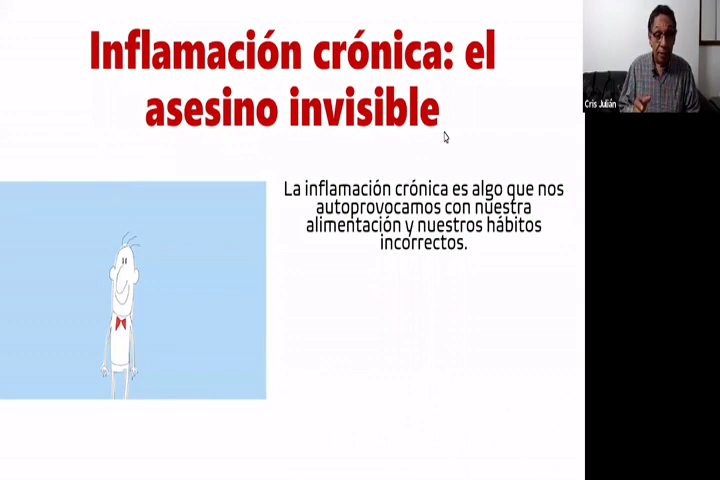 Inflamación crónica: el
asesino invisible
Cris Julián
La inflamación crónica es algo que nos
autoprovocamos con nuestra
alimentación y nuestros hábitos
incorrectos.